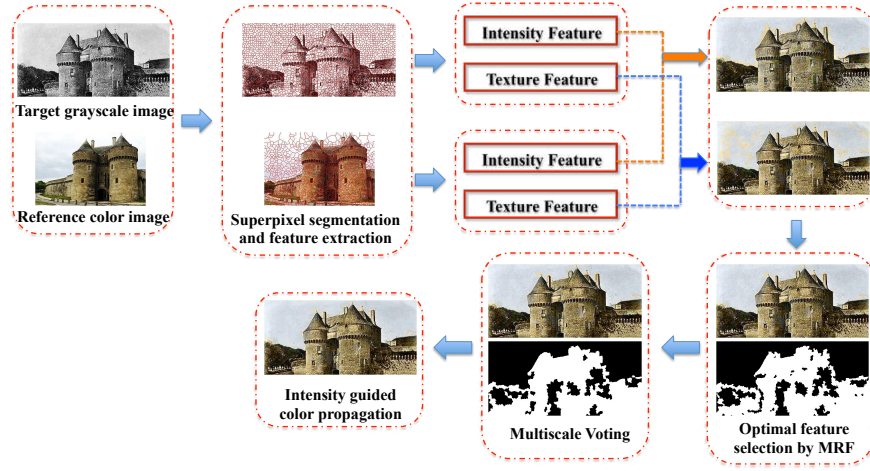 Target grayscale image
Reference color image
Superpixel segmentation
and feature extraction
Intensity Feature
Texture Feature
Intensity Feature
Texture Feature
Intensity guided
color propagation
Multiscale Voting
Optimal feature
selection by MRF